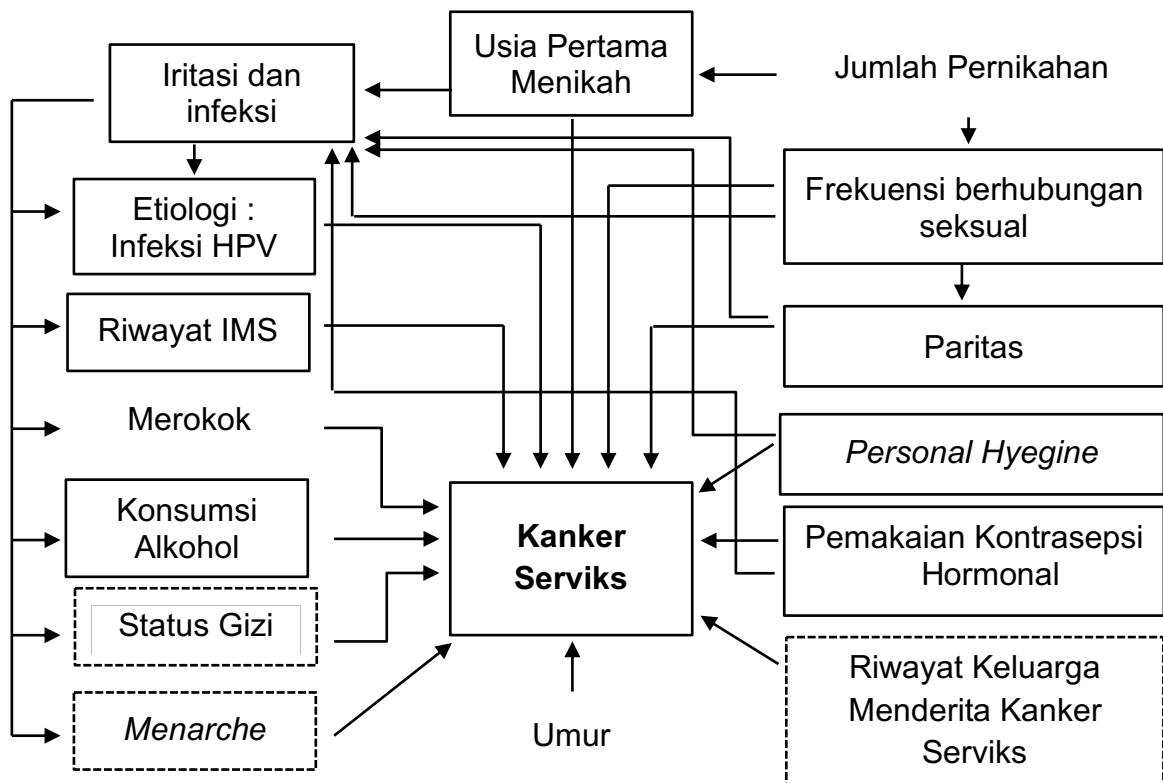 Iritasi dan
infeksi
Usia Pertama
Menikah
Jumlah Pernikahan
Etiologi :
Infeksi HPV
Frekuensi berhubungan
seksual
Riwayat IMS
Paritas
Merokok
Personal Hyegine
Konsumsi
Alkohol
Kanker
Serviks
Pemakaian Kontrasepsi
Hormonal
Status Gizi
Riwayat Keluarga
Menderita Kanker
Serviks
Menarche
Umur